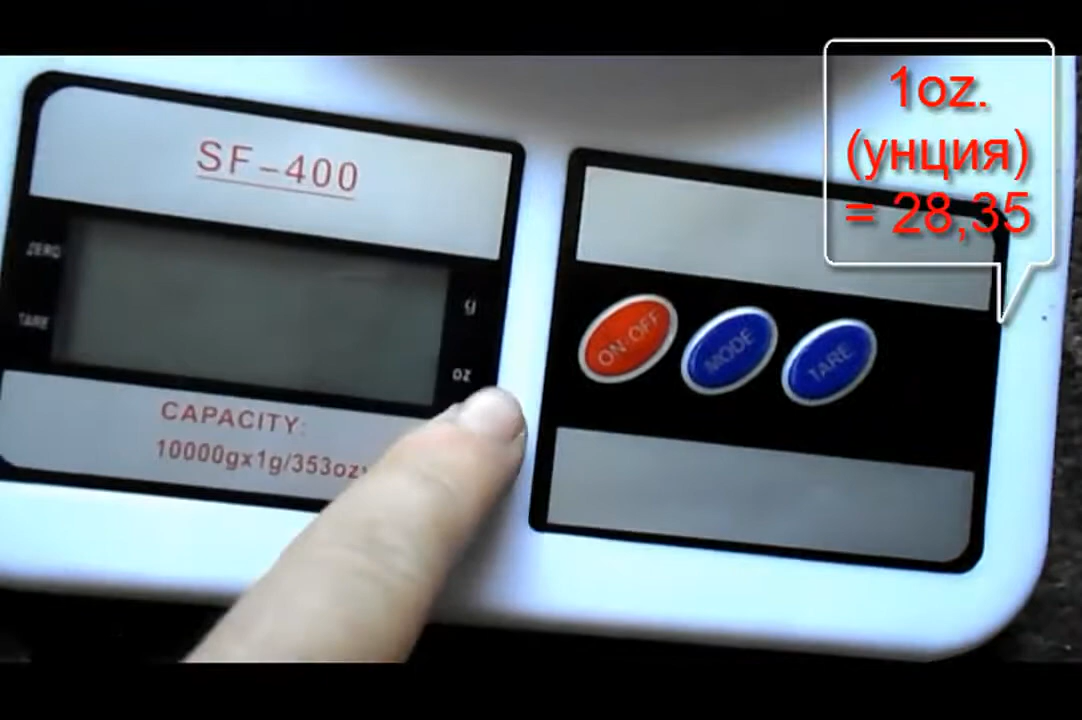 SF-400
ZERO
TARE
g
oz
CAPACITY:
10000gx1g/353oz
ON/OFF
MODE
TARE
1oz.
(унция)
= 28,35